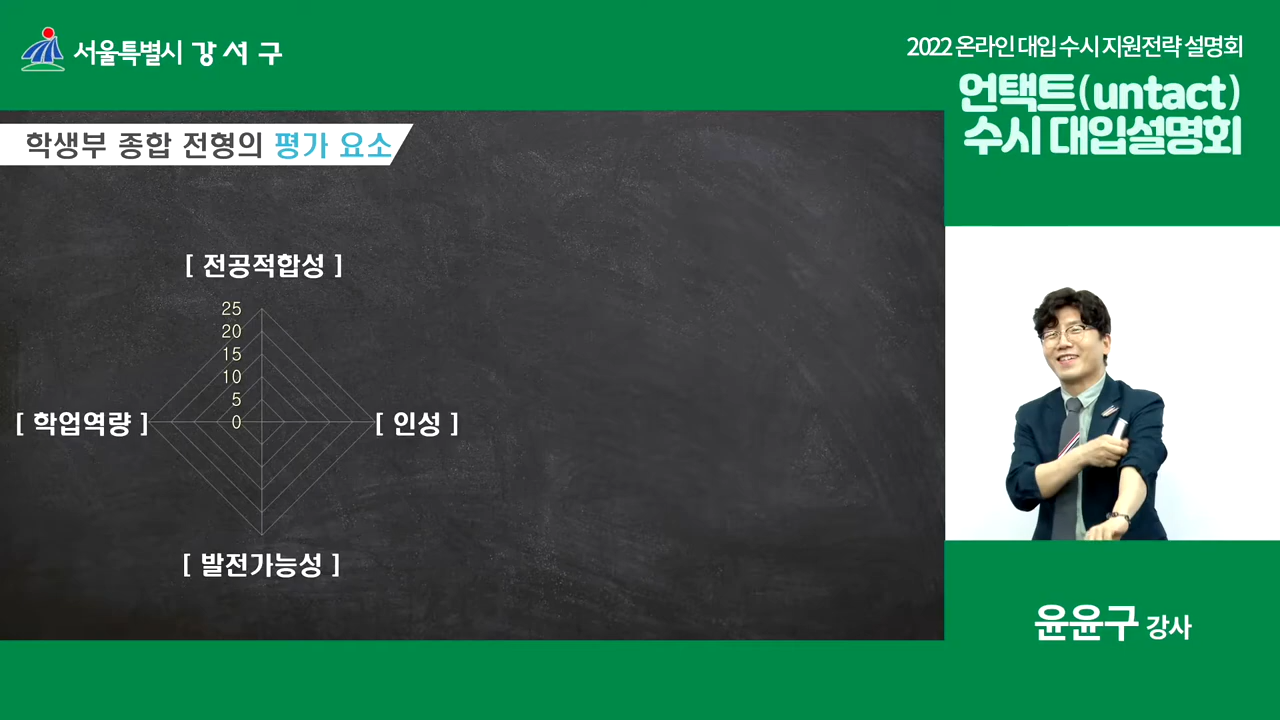 서울특별시 강서구
2022 온라인 대입 수시 지원전략 설명회
언택트(untact)
수시 대입설명회
학생부 종합 전형의 평가 요소
[ 전공적합성 ]
25
20
15
10
5
0
[ 학업역량 ]
[ 인성 ]
[ 발전가능성 ]
윤윤구 강사